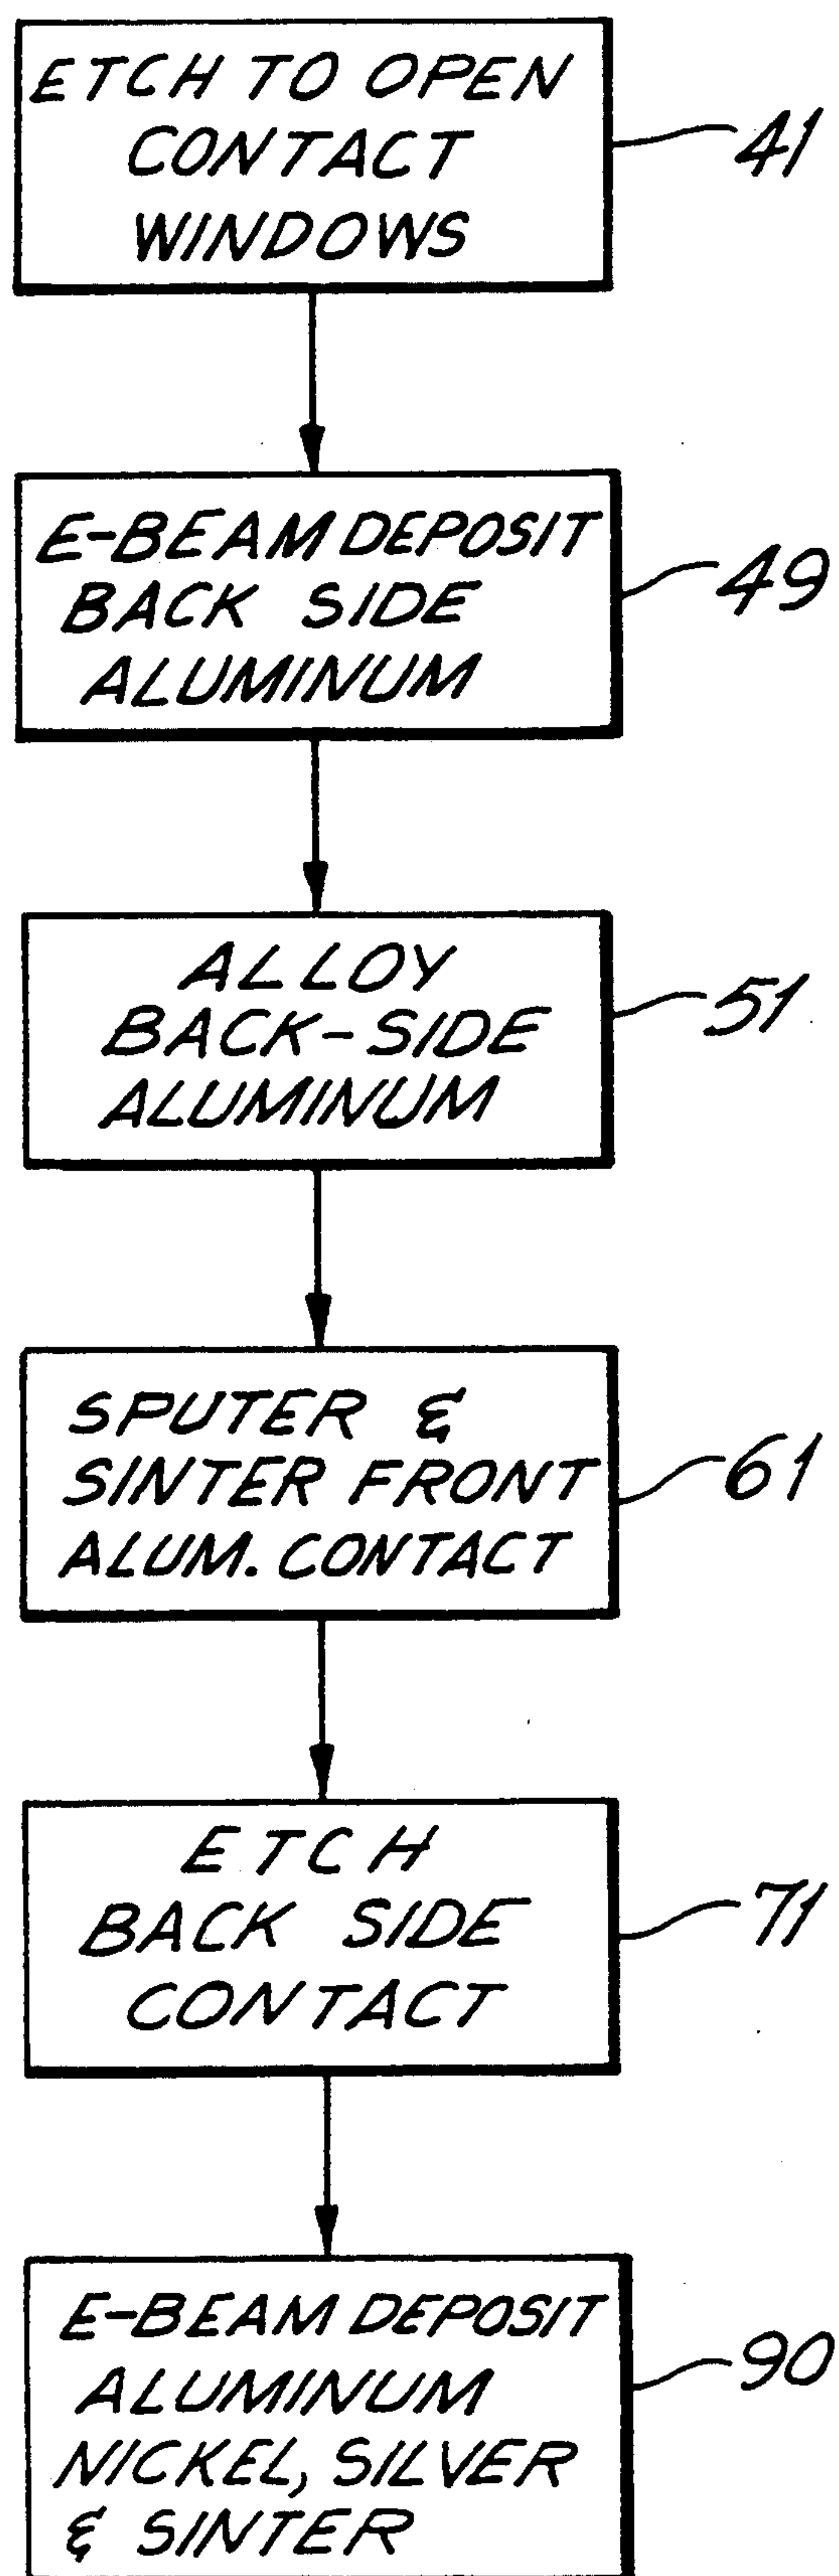 ETCH TO OPEN
CONTACT
WINDOWS
41
E-BEAM DEPOSIT
BACK SIDE
ALUMINUM
49
ALLOY
BACK-SIDE
ALUMINUM
51
SPUTER &
SINTER FRONT
ALUM. CONTACT
61
ETCH
BACK SIDE
CONTACT
71
E-BEAM DEPOSIT
ALUMINUM
NICKEL, SILVER
& SINTER
90